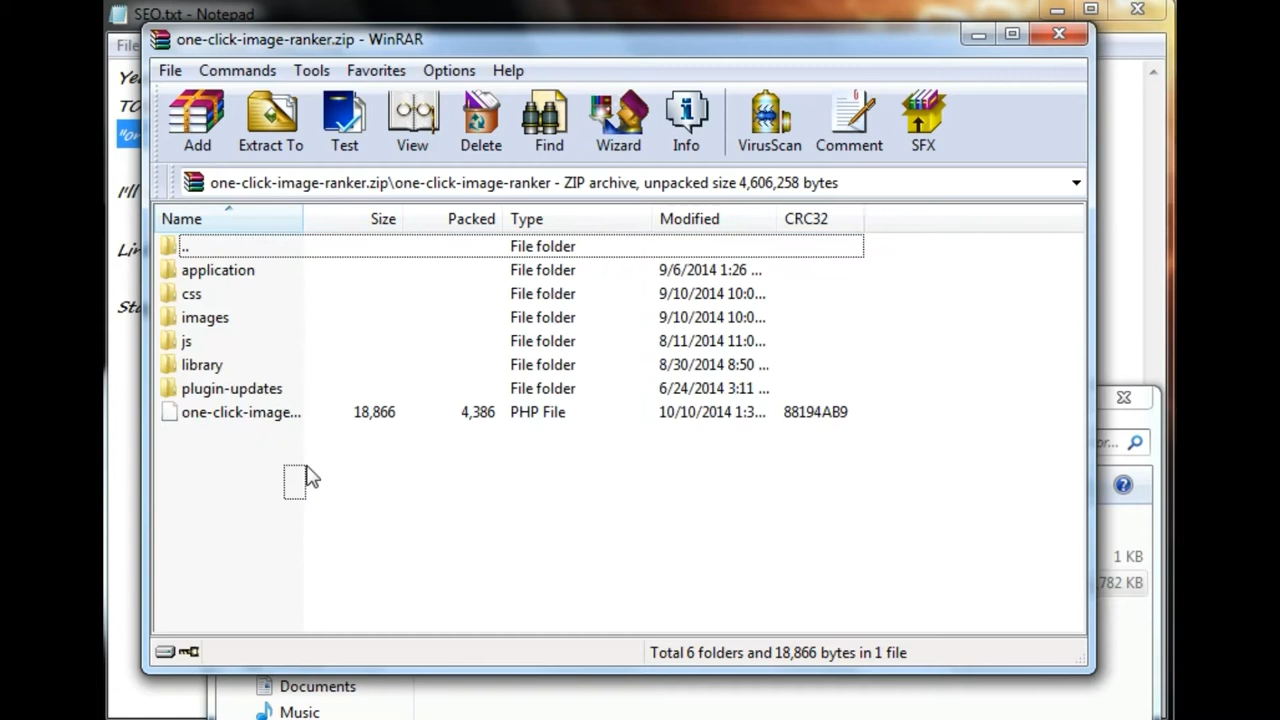 SEO.txt - Notepad
File
one-click-image-ranker.zip - WinRAR
File Commands Tools Favorites Options Help
Add Extract To Test View Delete Find Wizard Info VirusScan Comment SFX
one-click-image-ranker.zip\one-click-image-ranker - ZIP archive, unpacked size 4,606,258 bytes
Name Size Packed Type Modified CRC32
.. File folder
application File folder 9/6/2014 1:26 ...
css File folder 9/10/2014 10:0...
images File folder 9/10/2014 10:0...
js File folder 8/11/2014 11:0...
library File folder 8/30/2014 8:50 ...
plugin-updates File folder 6/24/2014 3:11 ...
one-click-image... 18,866 4,386 PHP File 10/10/2014 1:3... 88194AB9
I'll
1 KB
782 KB
Total 6 folders and 18,866 bytes in 1 file
Documents
Music